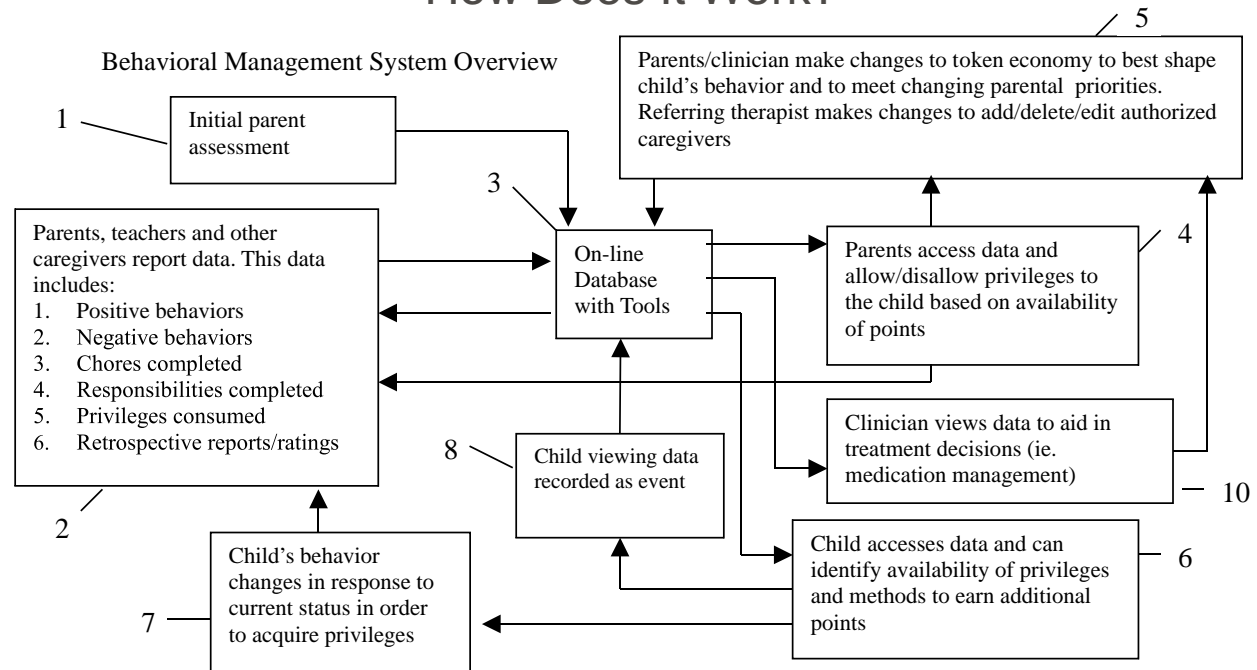 How Does It Work?
5
Behavioral Management System Overview
Parents/clinician make changes to token economy to best shape
child's behavior and to meet changing parental priorities.
Referring therapist makes changes to add/delete/edit authorized
caregivers
1
Initial parent
assessment
3
Parents, teachers and other
caregivers report data. This data
includes:
1. Positive behaviors
2. Negative behaviors
3. Chores completed
4. Responsibilities completed
5. Privileges consumed
6. Retrospective reports/ratings
2
On-line
Database
with Tools
Parents access data and
allow/disallow privileges to
the child based on availability
of points
4
8
Child viewing data
recorded as event
Clinician views data to aid in
treatment decisions (ie.
medication management)
10
Child's behavior
changes in response to
current status in order
to acquire privileges
7
Child accesses data and can
identify availability of privileges
and methods to earn additional
points
6